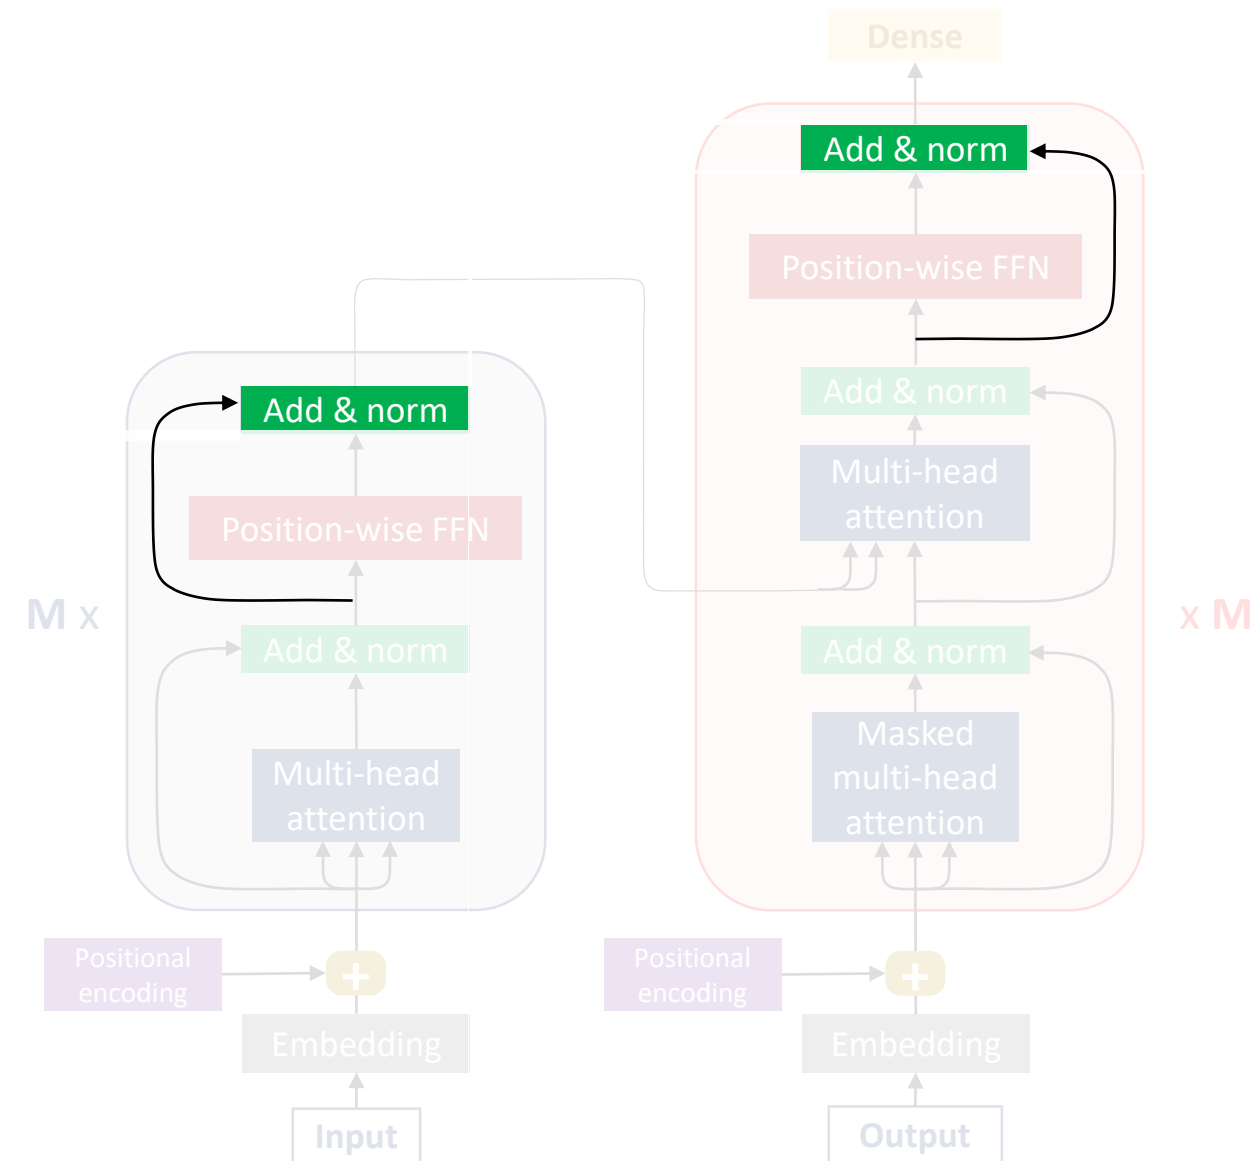 Dense
Add & norm
Position-wise FFN
Add & norm
Multi-head
attention
Add & norm
Masked
multi-head
attention
x M
Add & norm
Position-wise FFN
M x
Add & norm
Multi-head
attention
Positional
encoding
+
Embedding
Input
Positional
encoding
+
Embedding
Output